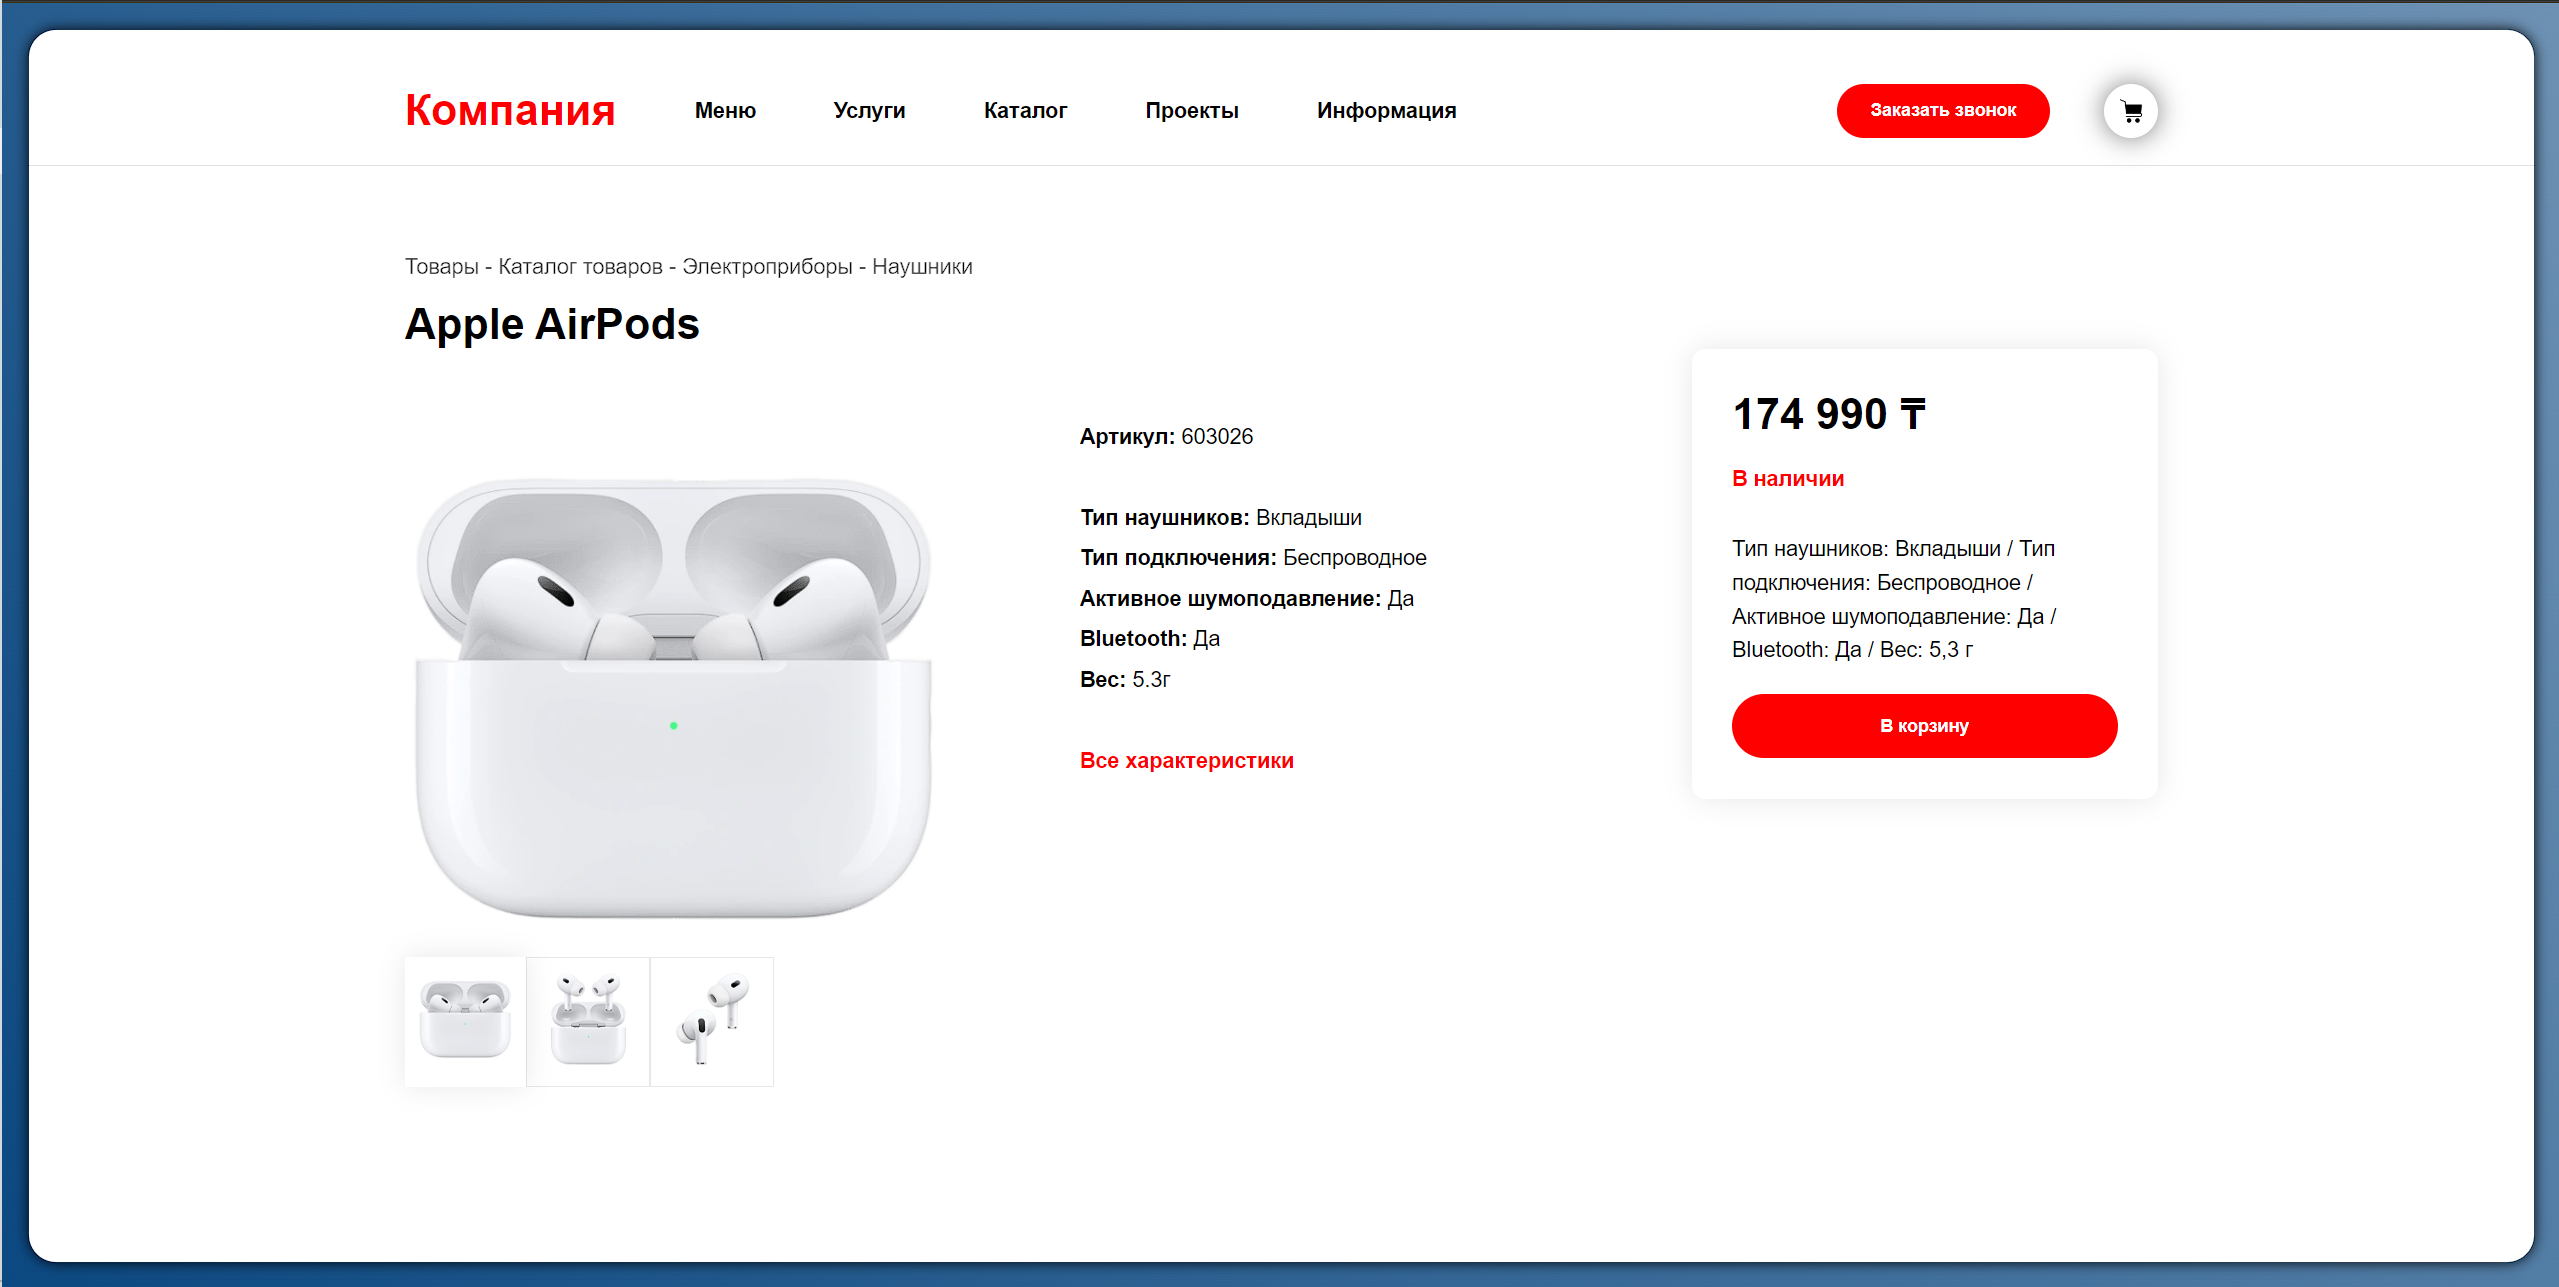 Компания
Меню
Услуги
Каталог
Проекты
Информация
Заказать звонок
Товары - Каталог товаров - Электроприборы - Наушники
Apple AirPods
Артикул: 603026
Тип наушников: Вкладыши
Тип подключения: Беспроводное
Активное шумоподавление: Да
Bluetooth: Да
Вес: 5.3г
Все характеристики
174 990 ₸
В наличии
Тип наушников: Вкладыши / Тип
подключения: Беспроводное /
Активное шумоподавление: Да /
Bluetooth: Да / Вес: 5,3 г
В корзину